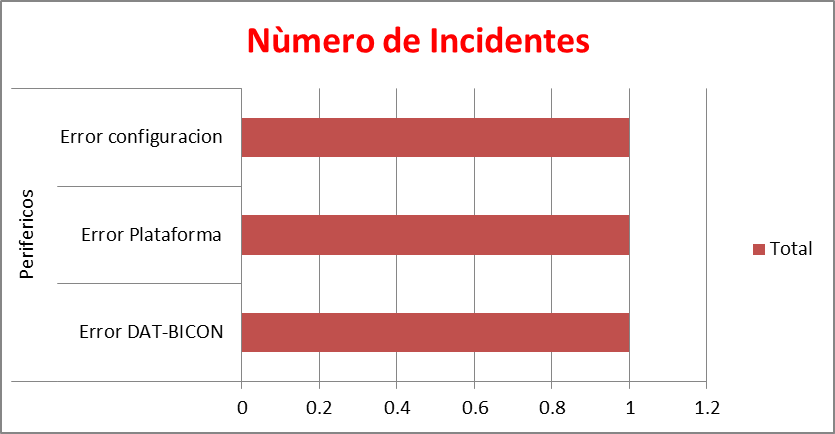 Nùmero de Incidentes
Perifericos
Error configuracion
Error Plataforma
Error DAT-BICON
0 0.2 0.4 0.6 0.8 1 1.2
Total